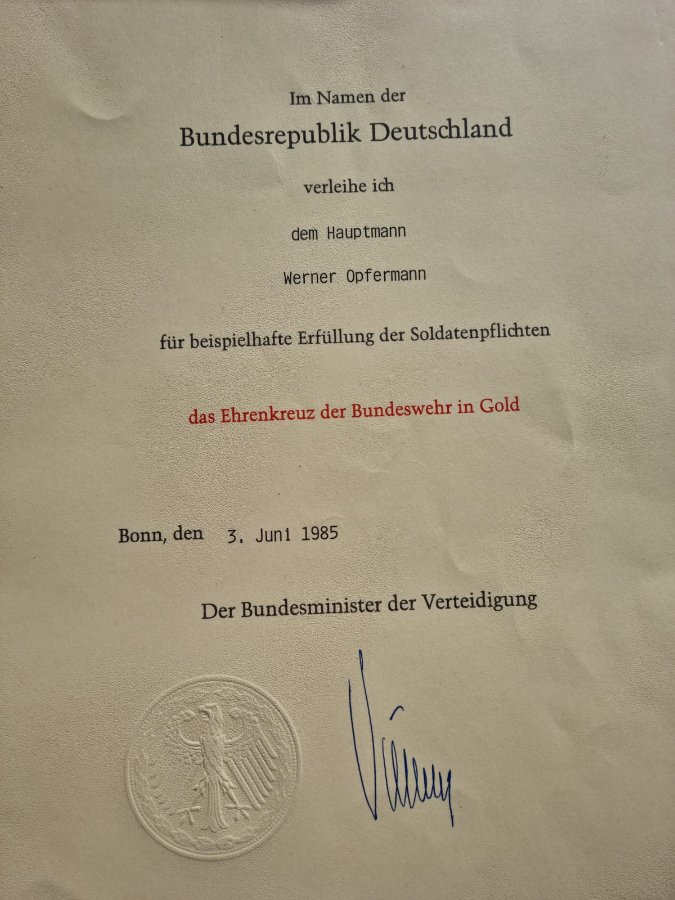 Im Namen der
Bundesrepublik Deutschland
verleihe ich
dem Hauptmann
Werner Opfermann
für beispielhafte Erfüllung der Soldatenpflichten
das Ehrenkreuz der Bundeswehr in Gold
Bonn, den 3. Juni 1985
Der Bundesminister der Verteidigung